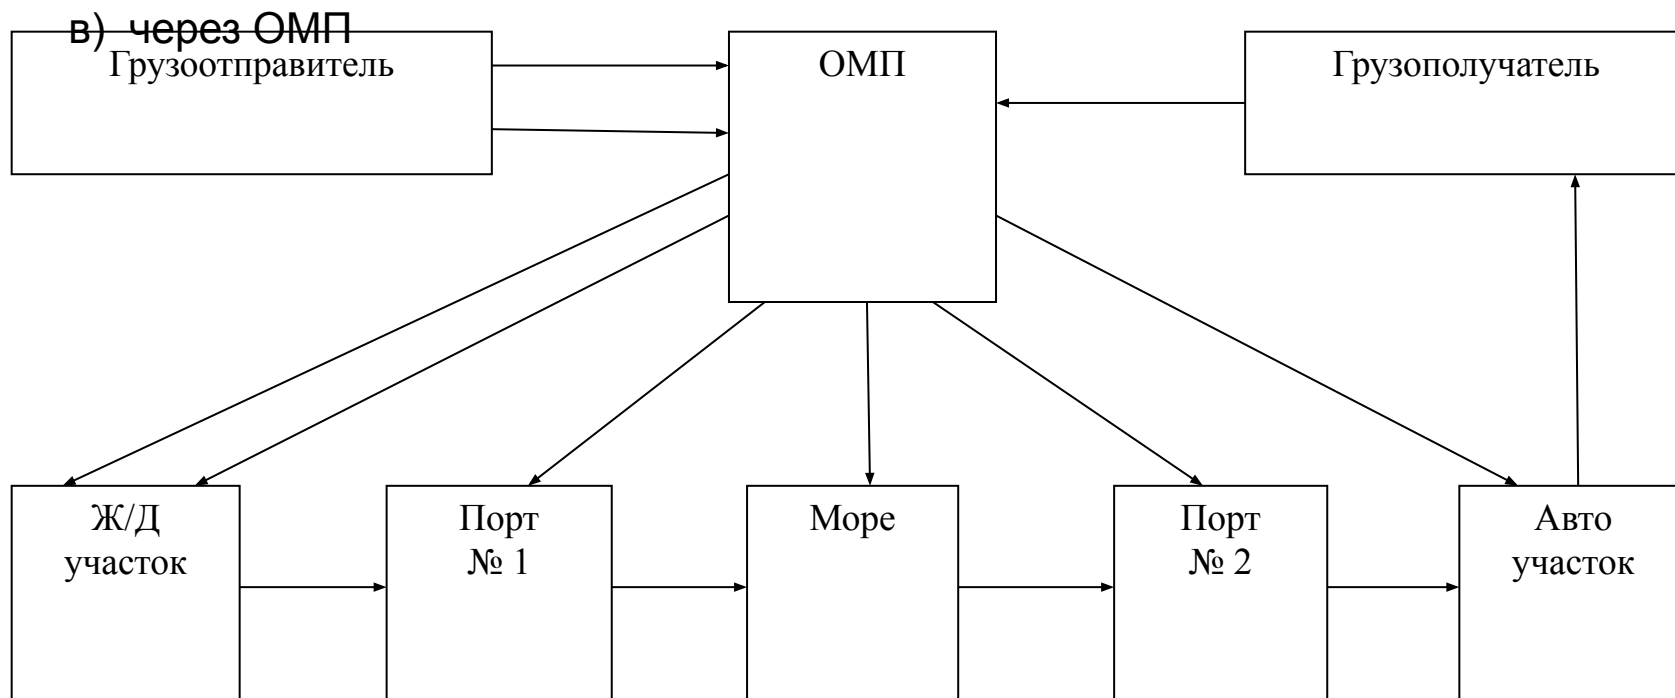 в) через ОМП
Грузоотправитель
ОМП
Грузополучатель
Ж/Д
участок
Порт
№ 1
Море
Порт
№ 2
Авто
участок